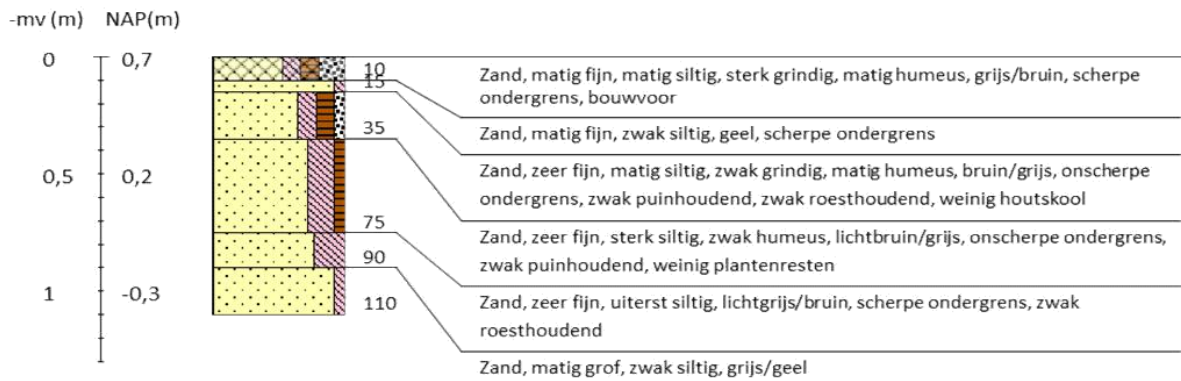 -mv (m) NAP(m)
0 0,7
10
Zand, matig fijn, matig siltig, sterk grindig, matig humeus, grijs/bruin, scherpe
ondergrens, bouwvoor
15
Zand, matig fijn, zwak siltig, geel, scherpe ondergrens
35
Zand, zeer fijn, matig siltig, zwak grindig, matig humeus, bruin/grijs, onscherpe
ondergrens, zwak puinhoudend, zwak roesthoudend, weinig houtskool
0,5 0,2
75
Zand, zeer fijn, sterk siltig, zwak humeus, lichtbruin/grijs, onscherpe ondergrens,
zwak puinhoudend, weinig plantenresten
90
Zand, zeer fijn, uiterst siltig, lichtgrijs/bruin, scherpe ondergrens, zwak
roesthoudend
1 -0,3
110
Zand, matig grof, zwak siltig, grijs/geel